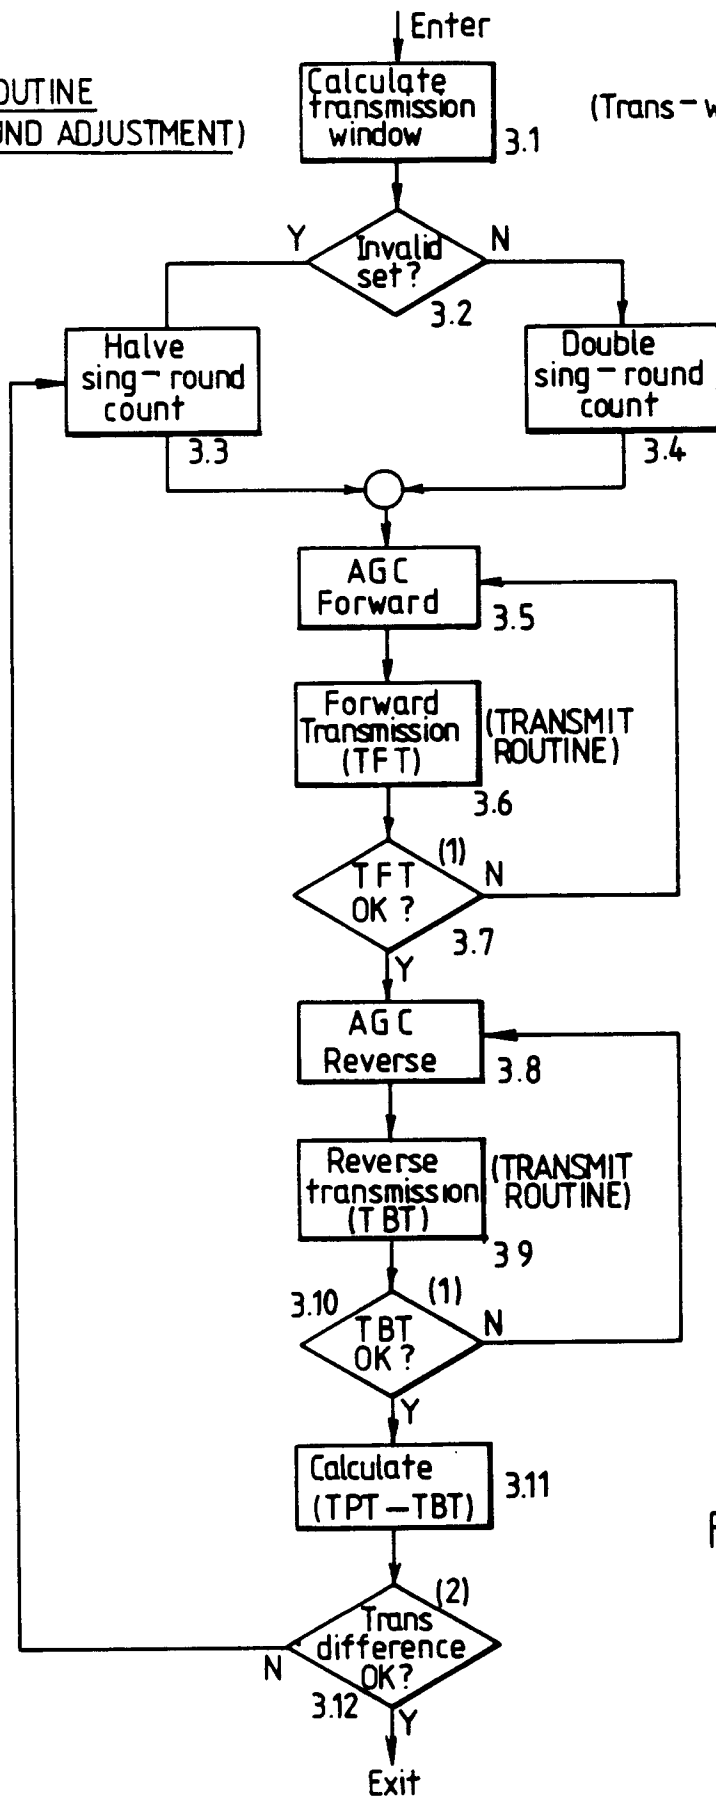 Enter
OUTINE
UND ADJUSTMENT)
Calculate
transmission
window
3.1
(Trans-w
Y
Invalid
set?
N
3.2
Halve
sing-round
count
3.3
Double
sing-round
count
3.4
AGC
Forward
3.5
Forward
Transmission
(TFT)
(TRANSMIT
ROUTINE)
3.6
(1)
TFT
OK ?
N
3.7
Y
AGC
Reverse
3.8
Reverse
transmission
(TBT)
(TRANSMIT
ROUTINE)
3 9
3.10
(1)
TBT
OK ?
N
Y
Calculate
(TPT-TBT)
3.11
(2)
Trans
difference
OK?
N
3.12
Y
Exit